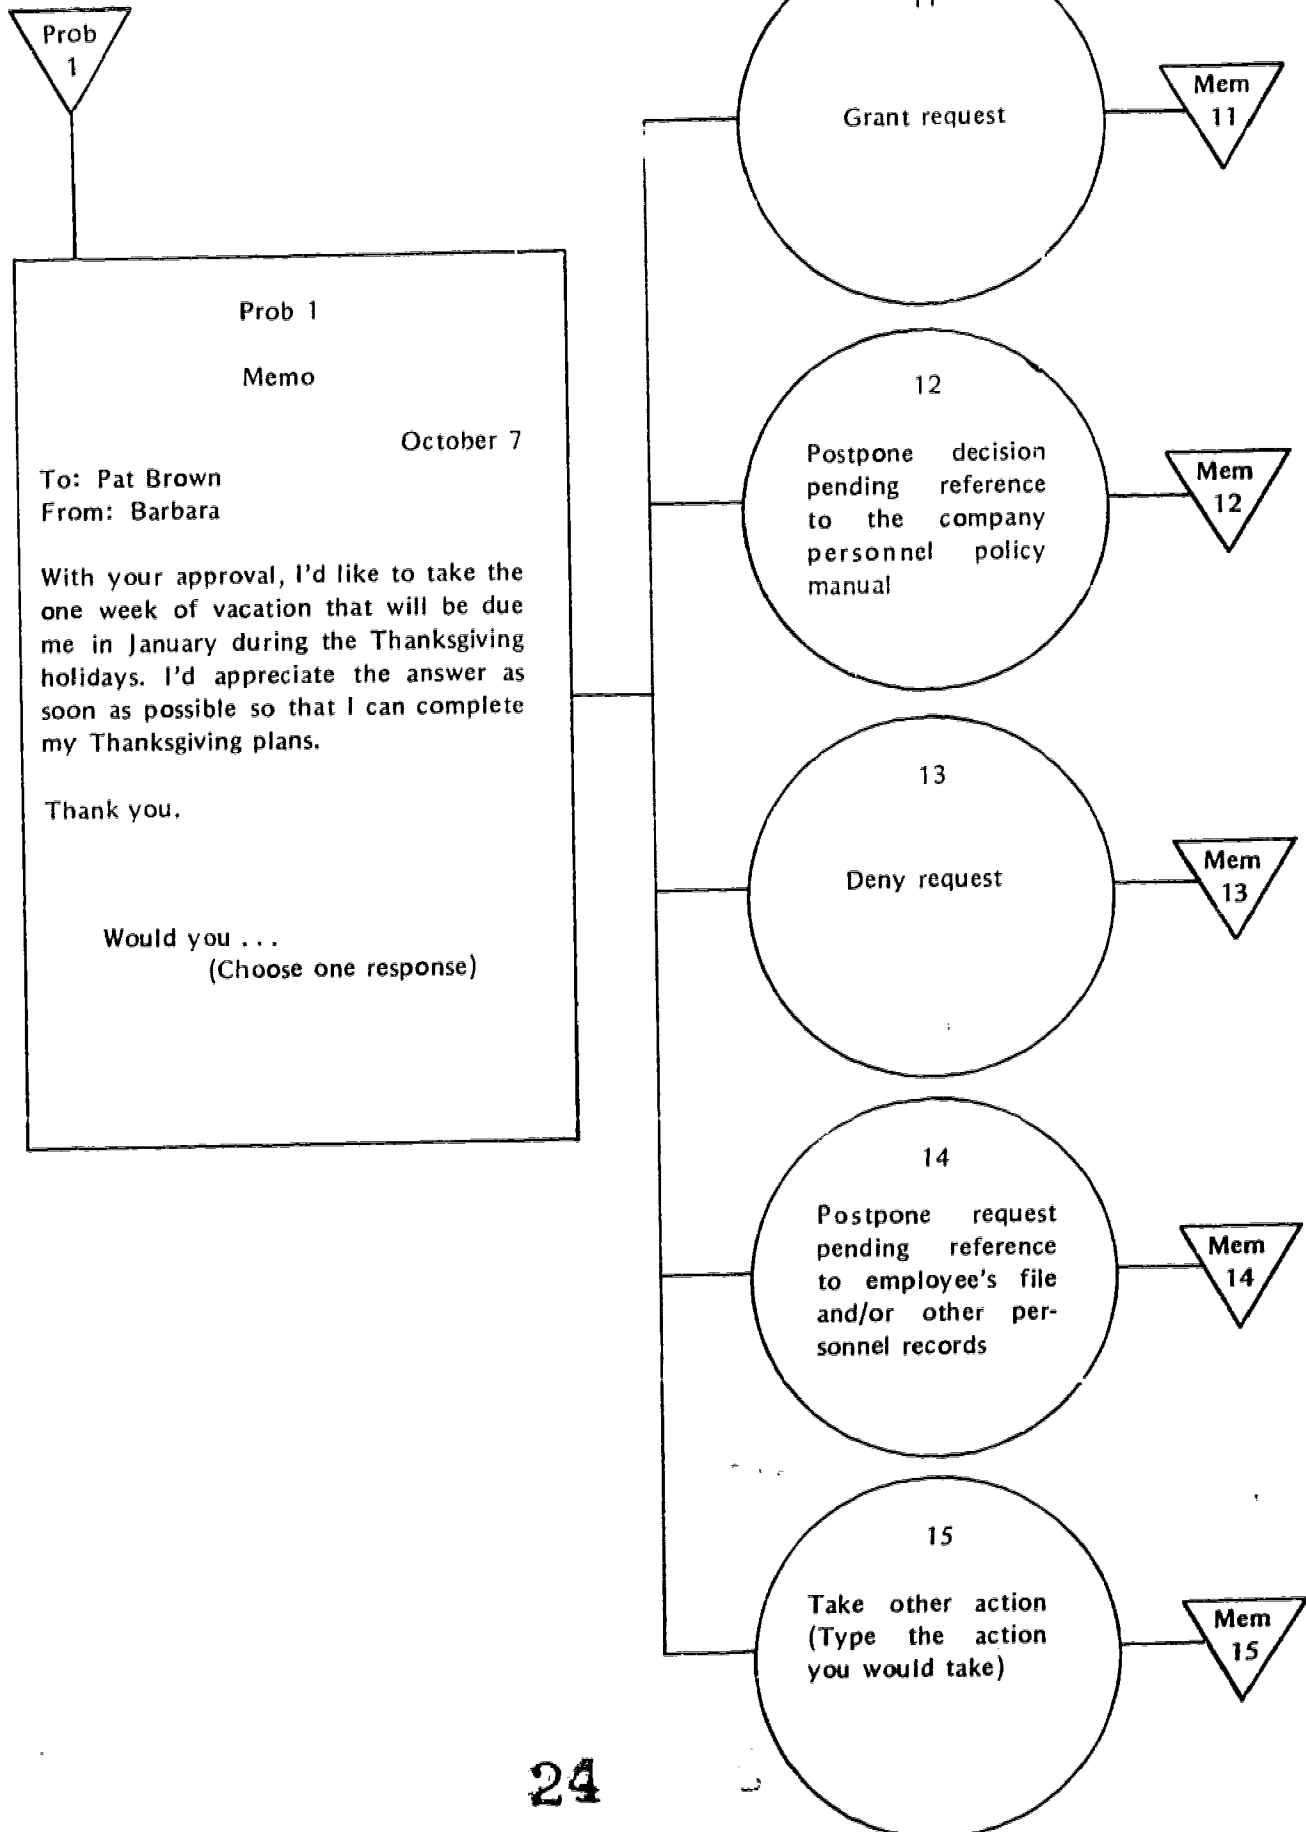 Prob
1
Prob 1
Memo
October 7
To: Pat Brown
From: Barbara
With your approval, I'd like to take the
one week of vacation that will be due
me in January during the Thanksgiving
holidays. I'd appreciate the answer as
soon as possible so that I can complete
my Thanksgiving plans.
Thank you.
Would you ...
(Choose one response)
Grant request
Mem
11
12
Postpone decision
pending reference
to the company
personnel policy
manual
Mem
12
13
Deny request
Mem
13
14
Postpone request
pending reference
to employee's file
and/or other per-
sonnel records
Mem
14
15
Take other action
(Type the action
you would take)
Mem
15
24